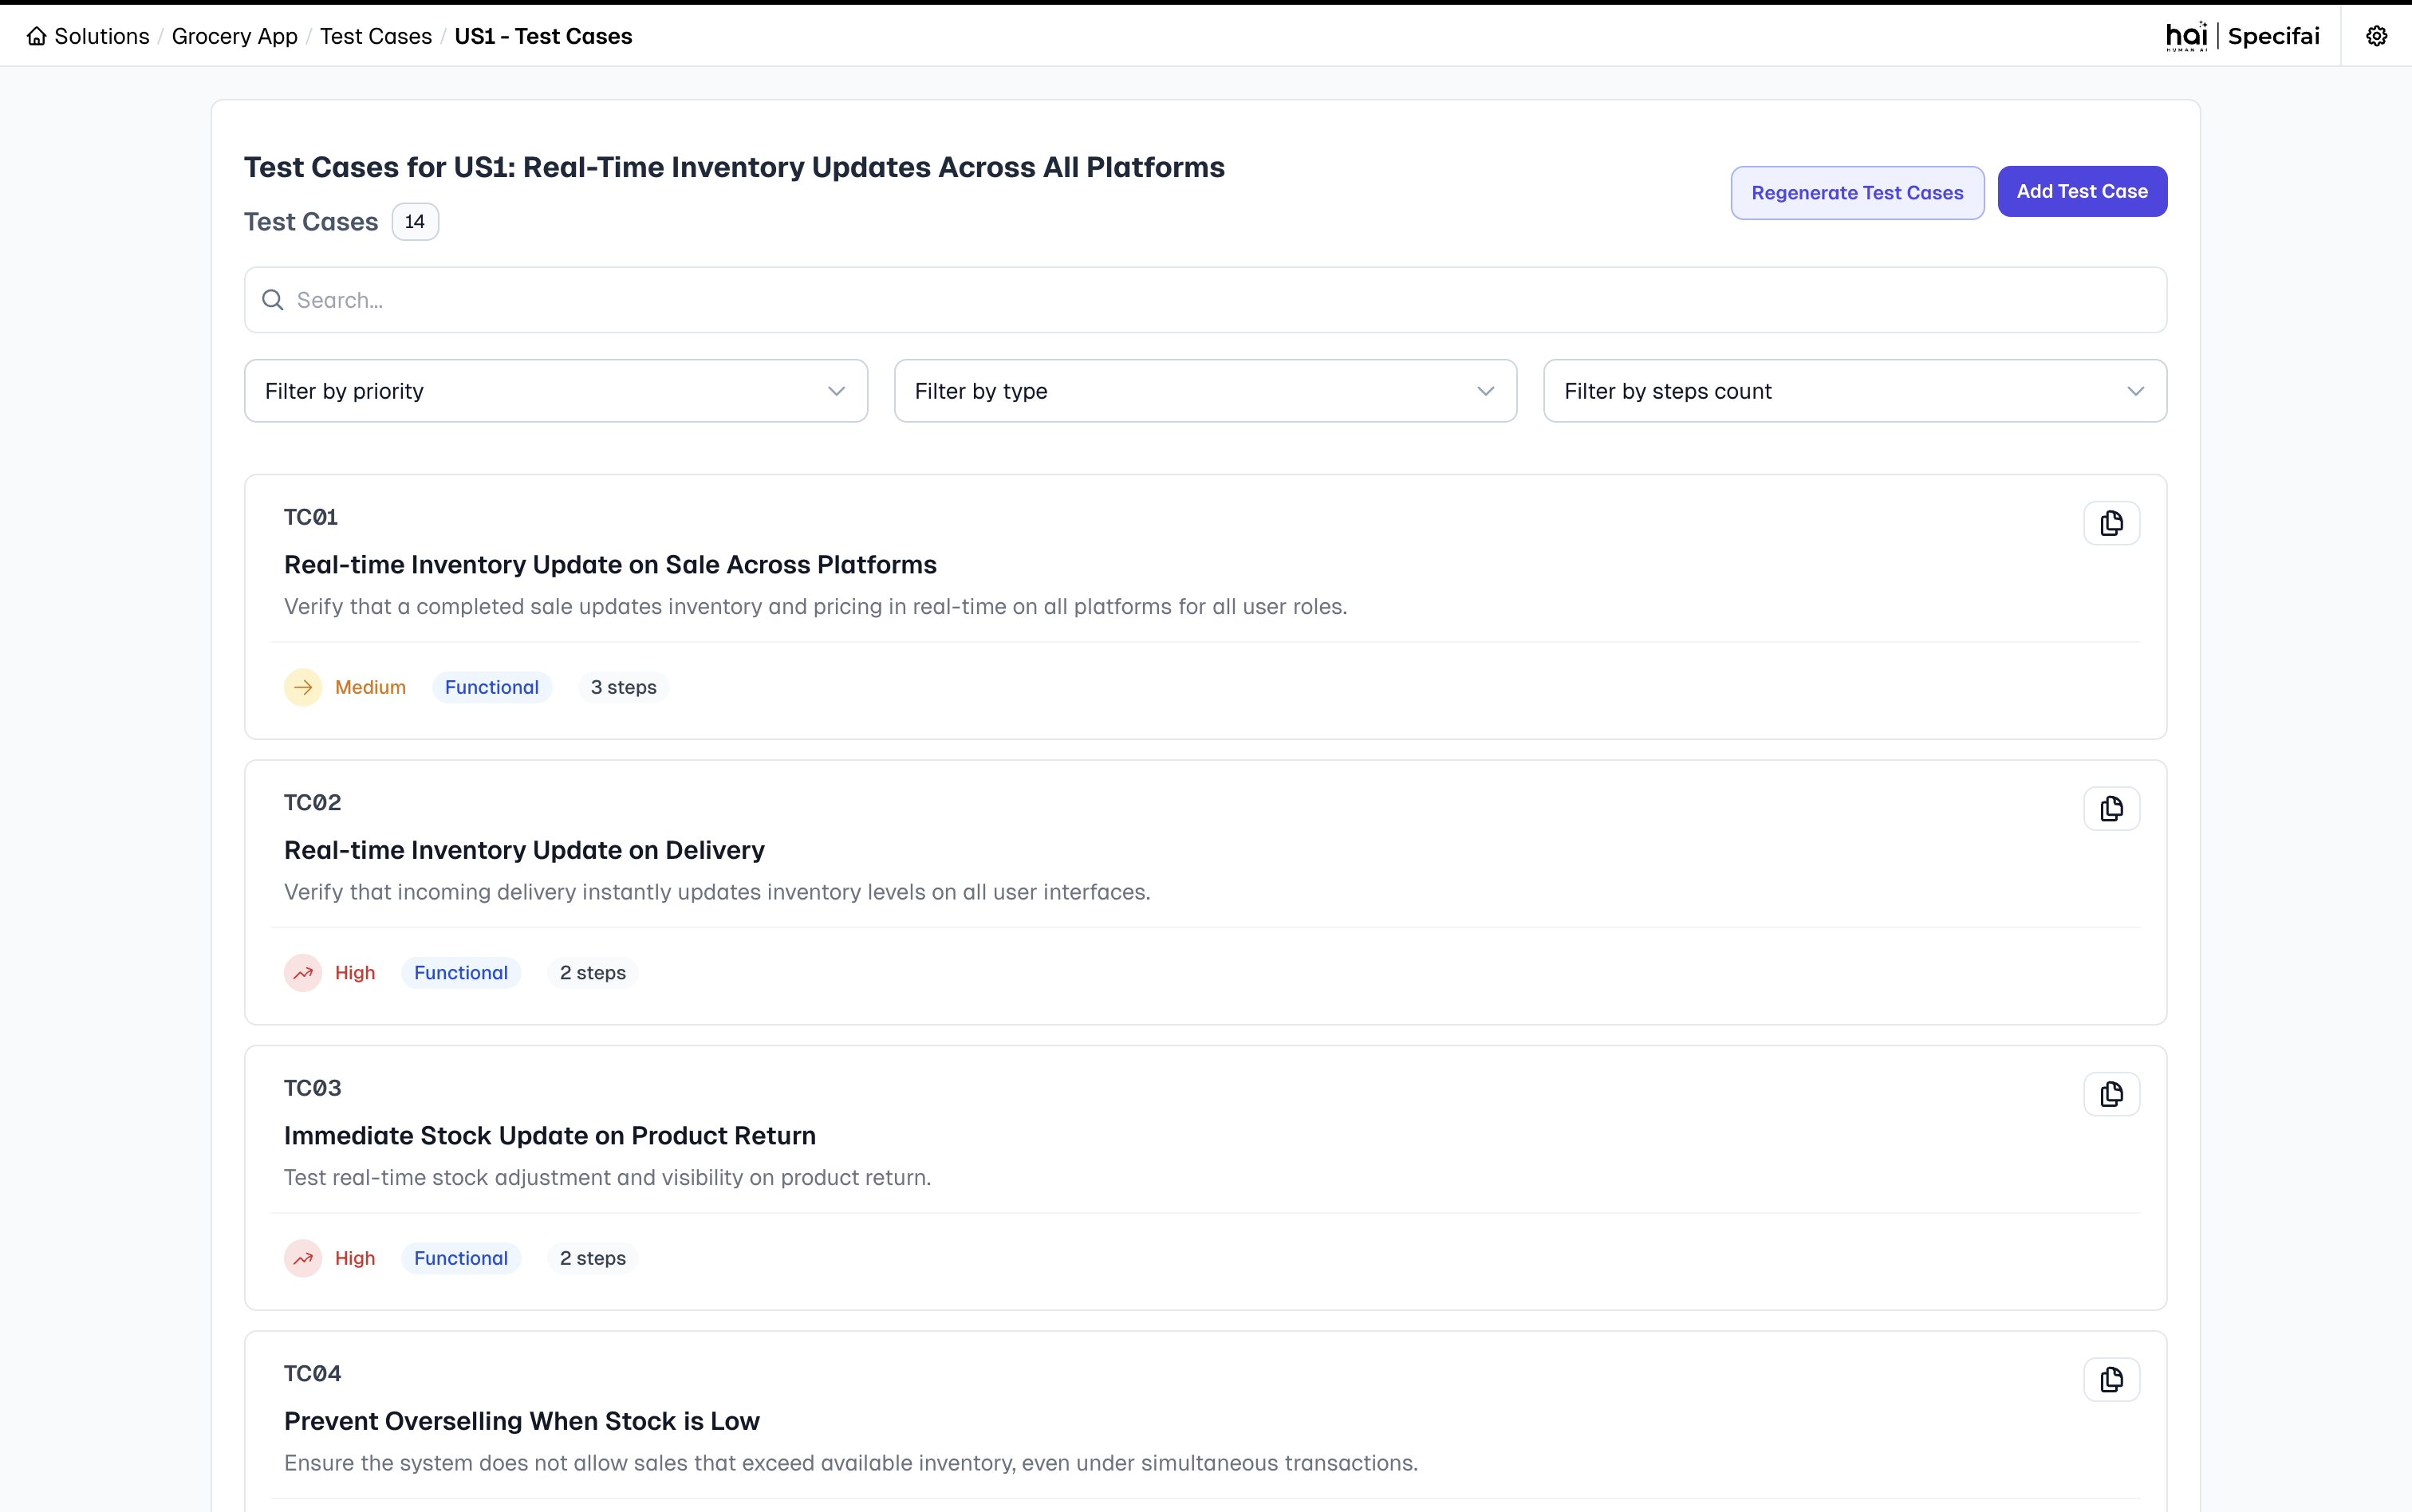 Solutions / Grocery App / Test Cases / US1 - Test Cases
hai HUMAN AI | Specifai
Test Cases for US1: Real-Time Inventory Updates Across All Platforms
Regenerate Test Cases
Add Test Case
Test Cases 14
Search...
Filter by priority
Filter by type
Filter by steps count
TC01
Real-time Inventory Update on Sale Across Platforms
Verify that a completed sale updates inventory and pricing in real-time on all platforms for all user roles.
Medium Functional 3 steps
TC02
Real-time Inventory Update on Delivery
Verify that incoming delivery instantly updates inventory levels on all user interfaces.
High Functional 2 steps
TC03
Immediate Stock Update on Product Return
Test real-time stock adjustment and visibility on product return.
High Functional 2 steps
TC04
Prevent Overselling When Stock is Low
Ensure the system does not allow sales that exceed available inventory, even under simultaneous transactions.